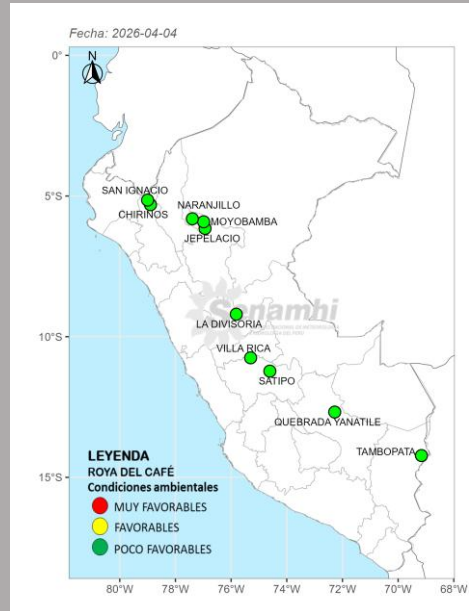 Fecha: 2026-04-04
N
0°
5°S
10°S
15°S
SAN IGNACIO
CHIRINOS
NARANJILLO
MOYOBAMBA
JEPELACIO
Senamhi
LA DIVISORIA
VILLA RICA
SATIPO
QUEBRADA YANATILE
TAMBOPATA
LEYENDA
ROYA DEL CAFÉ
Condiciones ambientales
MUY FAVORABLES
FAVORABLES
POCO FAVORABLES
80°W 78°W 76°W 74°W 72°W 70°W 68°W